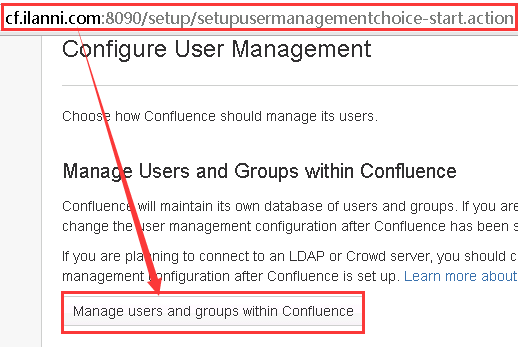 cf.ilanni.com:8090/setup/setupusermanagementchoice-start.action
Configure User Management
Choose how Confluence should manage its users.
Manage Users and Groups within Confluence
Confluence will maintain its own database of users and groups. If you are
change the user management configuration after Confluence has been s
If you are planning to connect to an LDAP or Crowd server, you should c
management configuration after Confluence is set up. Learn more about
Manage users and groups within Confluence